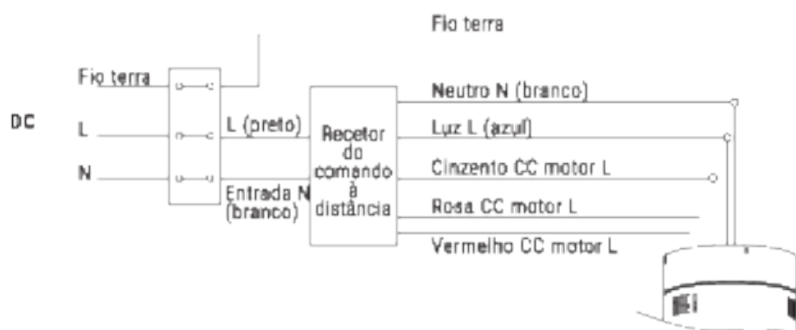 Fio terra
Fio terra
DC
L
N
L (preto)
Entrada N
(branco)
Recetor
do
comando
à
distância
Neutro N (branco)
Luz L (azul)
Cinzento CC motor L
Rosa CC motor L
Vermelho CC motor L